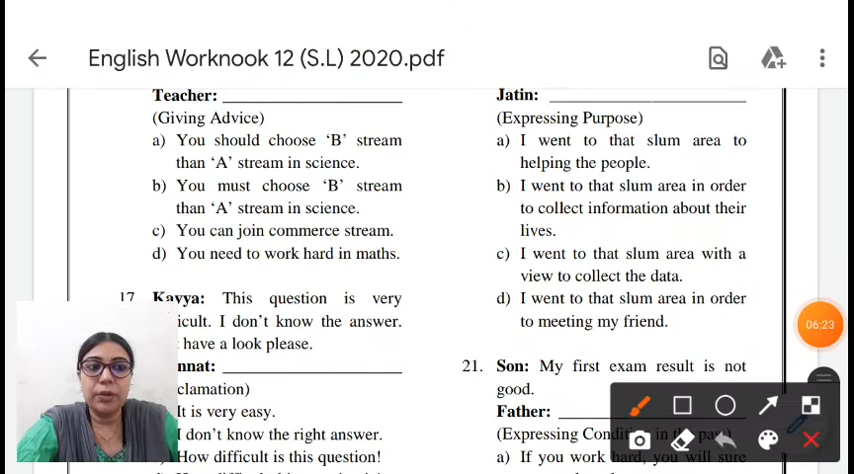 English Worknook 12 (S.L) 2020.pdf
Teacher: ____________________
(Giving Advice)
a) You should choose ‘B’ stream
than ‘A’ stream in science.
b) You must choose ‘B’ stream
than ‘A’ stream in science.
c) You can join commerce stream.
d) You need to work hard in maths.
17 Kavya: This question is very
icult. I don’t know the answer.
have a look please.
nnat: ____________________
clamation)
It is very easy.
I don’t know the right answer.
How difficult is this question!
Jatin: ____________________
(Expressing Purpose)
a) I went to that slum area to
helping the people.
b) I went to that slum area in order
to collect information about their
lives.
c) I went to that slum area with a
view to collect the data.
d) I went to that slum area in order
to meeting my friend.
21. Son: My first exam result is not
good.
Father:
(Expressing Condition in the past)
a) If you work hard, you will sure
06:23